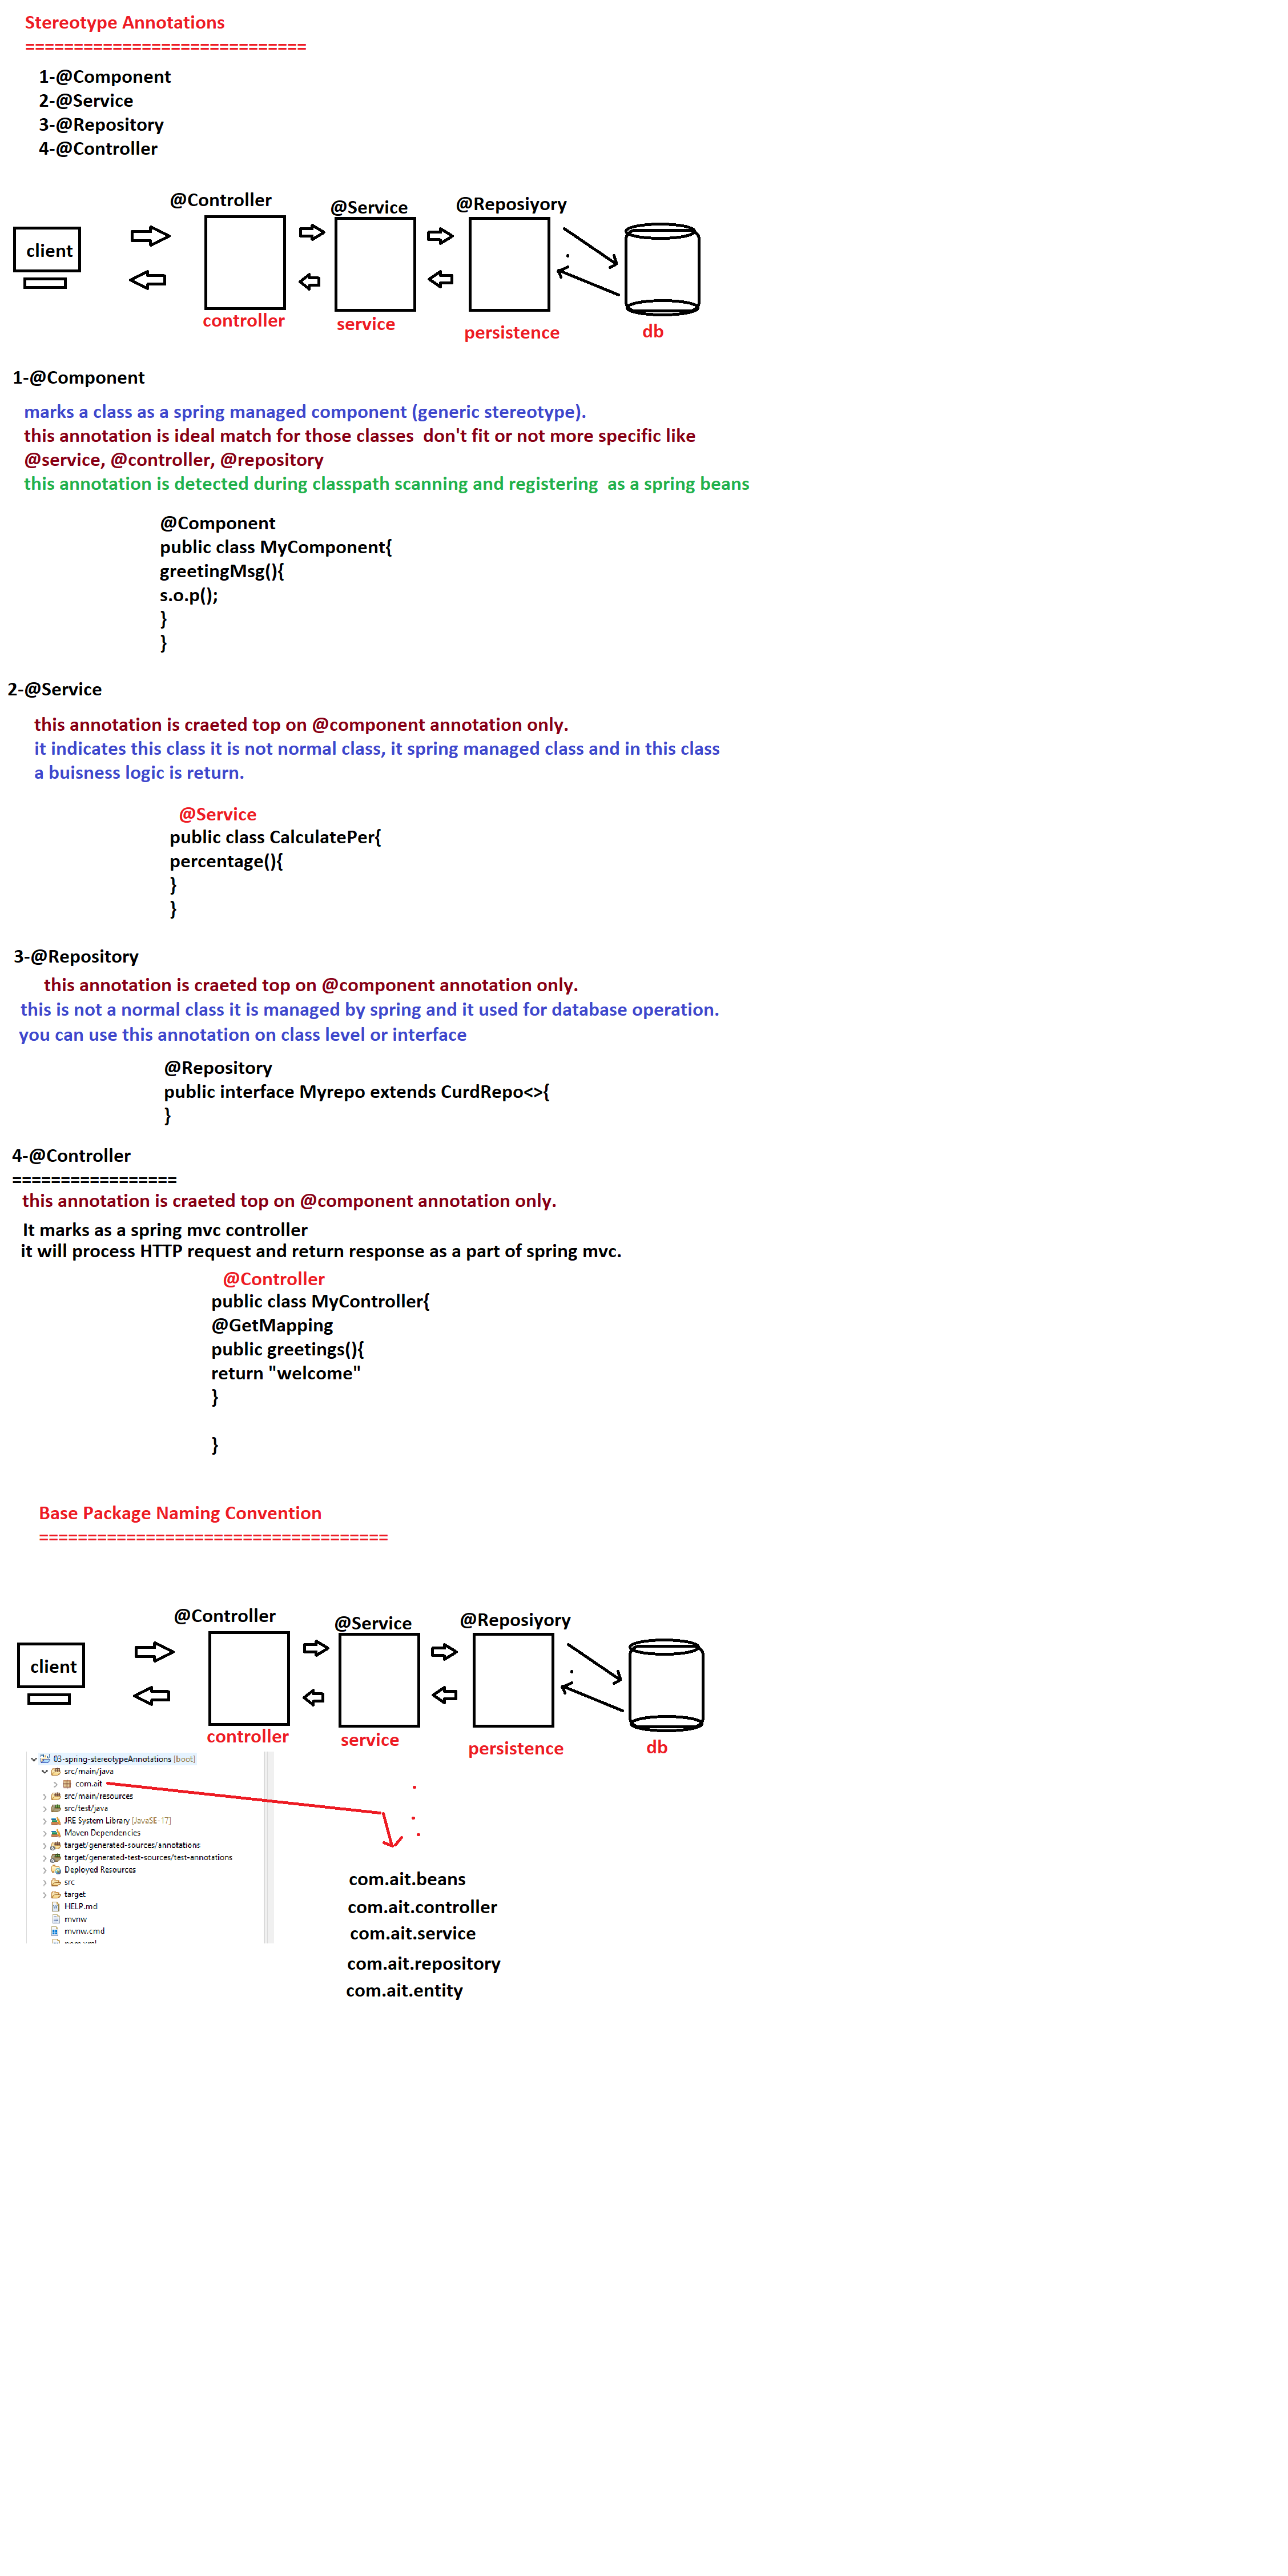 Stereotype Annotations
=============================
1-@Component
2-@Service
3-@Repository
4-@Controller
@Controller
@Service
@Reposiyory
client
controller
service
persistence
db
1-@Component
marks a class as a spring managed component (generic stereotype).
this annotation is ideal match for those classes  don't fit or not more specific like
@service, @controller, @repository
this annotation is detected during classpath scanning and registering  as a spring beans
@Component
public class MyComponent{
greetingMsg(){
s.o.p();
}
}
2-@Service
this annotation is craeted top on @component annotation only.
it indicates this class it is not normal class, it spring managed class and in this class
a buisness logic is return.
@Service
public class CalculatePer{
percentage(){
}
}
3-@Repository
this annotation is craeted top on @component annotation only.
this is not a normal class it is managed by spring and it used for database operation.
you can use this annotation on class level or interface
@Repository
public interface Myrepo extends CurdRepo<>{
}
4-@Controller
=================
this annotation is craeted top on @component annotation only.
It marks as a spring mvc controller
it will process HTTP request and return response as a part of spring mvc.
@Controller
public class MyController{
@GetMapping
public greetings(){
return "welcome"
}
}
Base Package Naming Convention
====================================
@Controller
@Service
@Reposiyory
client
controller
service
persistence
db
03-spring-stereotypeAnnotations [boot]
src/main/java
com.ait
src/main/resources
src/test/java
JRE System Library [JavaSE-17]
Maven Dependencies
target/generated-sources/annotations
target/generated-test-sources/test-annotations
Deployed Resources
src
target
HELP.md
mvnw
mvnw.cmd
com.ait.beans
com.ait.controller
com.ait.service
com.ait.repository
com.ait.entity